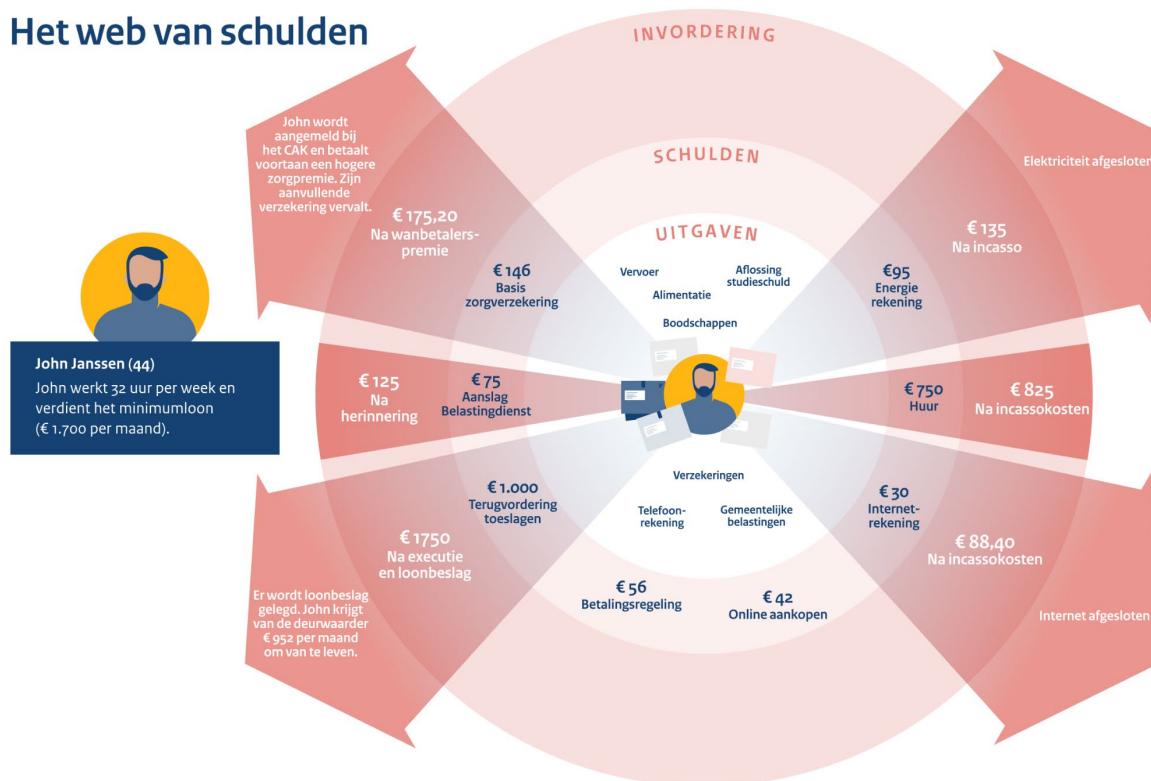 Het web van schulden
INVORDERING
SCHULDEN
UITGAVEN
Vervoer
Aflossing
studieschuld
Alimentatie
Boodschappen
John wordt
aangemeld bij
het CAK en betaalt
voortaan een hogere
zorgpremie. Zijn
aanvullende
verzekering vervalt.
€ 175,20
Na wanbetalers-
premie
€ 146
Basis
zorgverzekering
€95
Energie
rekening
€ 135
Na incasso
Elektriciteit afgesloten
John Janssen (44)
John werkt 32 uur per week en
verdient het minimumloon
(€ 1.700 per maand).
€ 125
Na
herinnering
€ 75
Aanslag
Belastingdienst
€ 750
Huur
€ 825
Na incassokosten
€ 1.000
Terugvordering
toeslagen
€ 1750
Na executie
en loonbeslag
Er wordt loonbeslag
gelegd. John krijgt
van de deurwaarder
€ 952 per maand
om van te leven.
Verzekeringen
Telefoon-
rekening
Gemeentelijke
belastingen
€ 30
Internet-
rekening
€ 88,40
Na incassokosten
Internet afgesloten
€ 56
Betalingsregeling
€ 42
Online aankopen